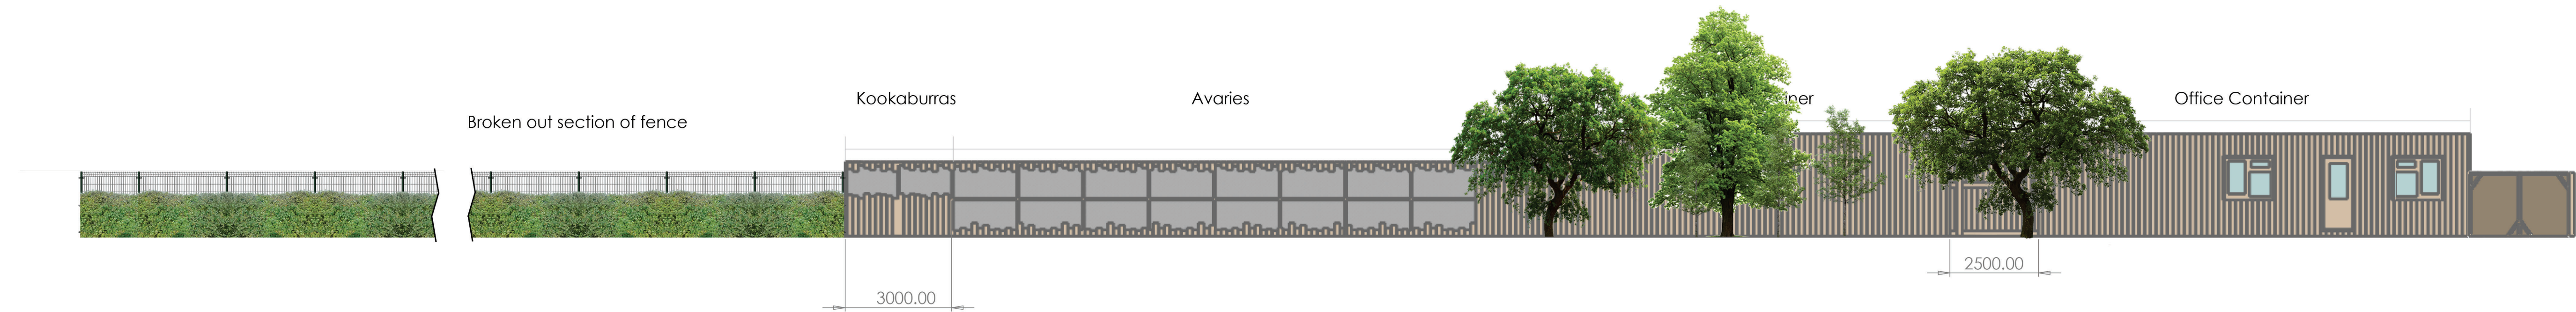 Kookaburras
Avaries
Office Container
Broken out section of fence
2500.00
3000.00